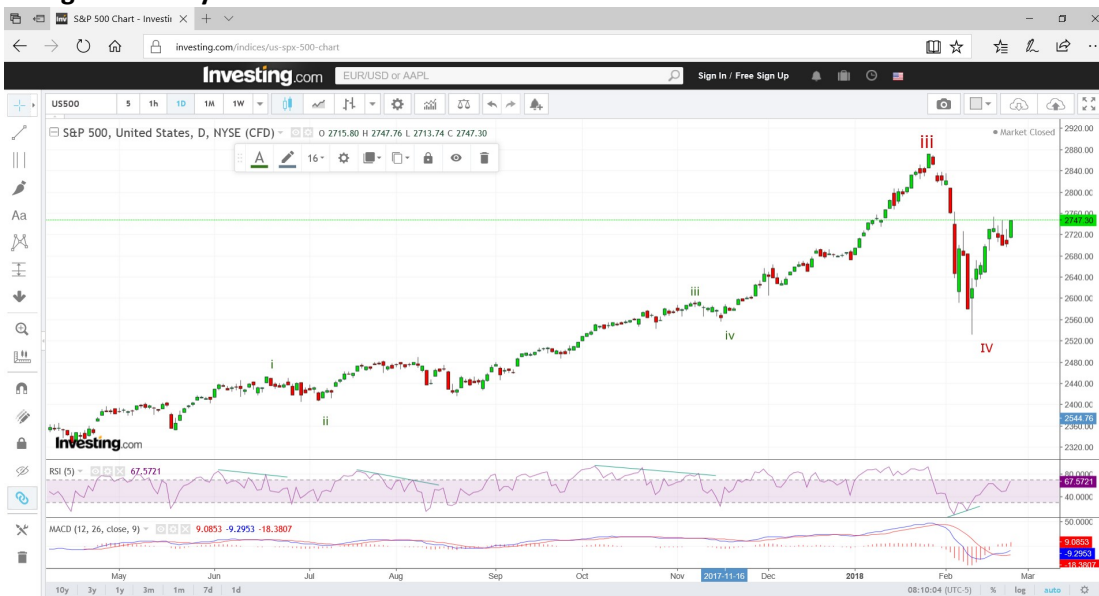 S&P 500 Chart - Investin
investing.com/indices/us-spx-500-chart
Investing.com EUR/USD or AAPL Sign In / Free Sign Up
US500 5 1h 1D 1M 1W
S&P 500, United States, D, NYSE (CFD) O 2715.80 H 2747.76 L 2713.74 C 2747.30
Market Closed
A 16
Aa
2920.00
2880.00
2840.00
2800.00
2760.00
2747.30
2720.00
2680.00
2640.00
2600.00
2560.00
2520.00
2480.00
2440.00
2400.00
2544.76
2360.00
2320.00
iii
iii
iv
IV
i
ii
Investing.com
RSI (5) 67.5721
80.0000
67.5721
40.0000
MACD (12, 26, close, 9) 9.0853 -9.2953 -18.3807
50.0000
9.0853
-9.2953
-18.3807
May Jun Jul Aug Sep Oct Nov 2017-11-16 Dec 2018 Feb Mar
10y 3y 1y 3m 1m 7d 1d 08:10:04 (UTC-5) % log auto